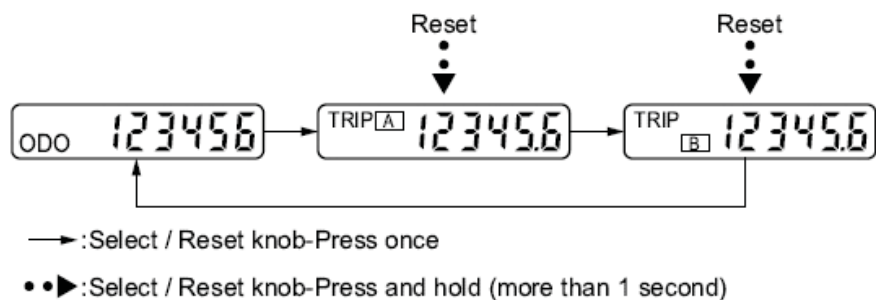 Reset Reset
ODO 123456 TRIP A 12345.6 TRIP B 12345.6
:Select / Reset knob-Press once
:Select / Reset knob-Press and hold (more than 1 second)